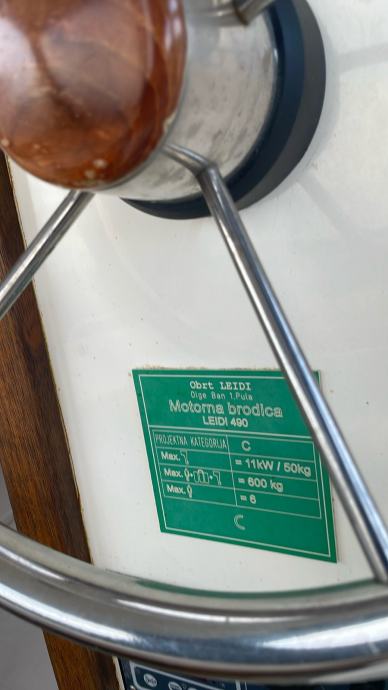 Obrt LEIDI
Olge Ban 1.Pula
Motorna brodica
LEIDI 490
PROJEKTNA KATEGORIJA C
Max. = 11kW / 50kg
Max. + + = 600 kg
Max. = 6
C